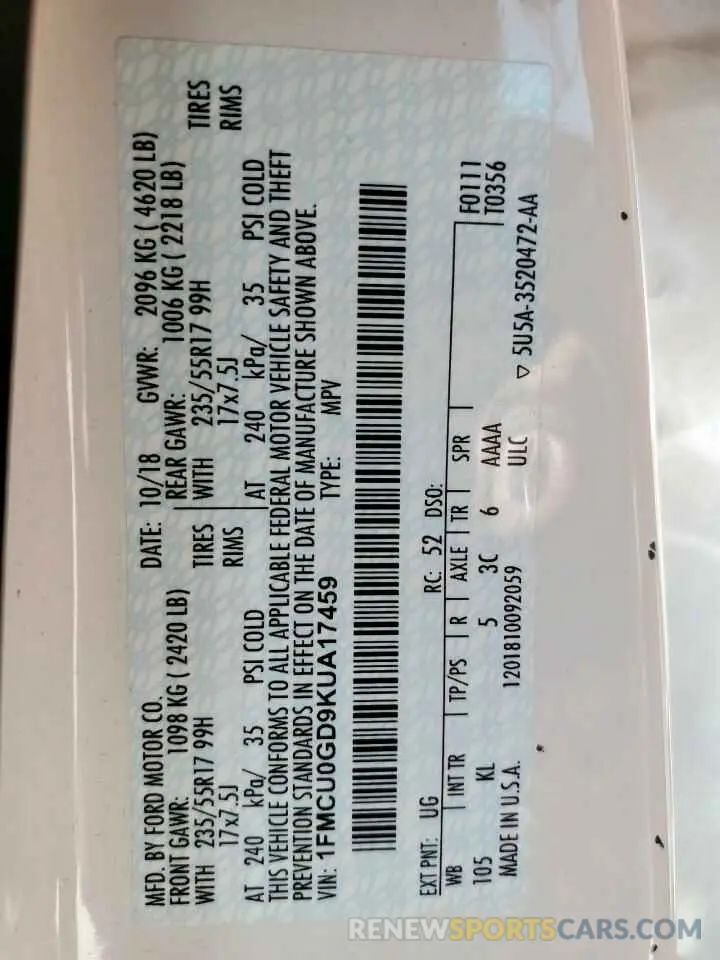 MFD. BY FORD MOTOR CO.
DATE: 10/18 GVWR: 2096 KG ( 4620 LB)
FRONT GAWR: 1098 KG ( 2420 LB)
REAR GAWR: 1006 KG ( 2218 LB)
WITH 235/55R17 99H TIRES
WITH 235/55R17 99H TIRES
17x7.5J RIMS
17x7.5J RIMS
AT 240 kPa/ 35 PSI COLD
AT 240 kPa/ 35 PSI COLD
THIS VEHICLE CONFORMS TO ALL APPLICABLE FEDERAL MOTOR VEHICLE SAFETY AND THEFT
PREVENTION STANDARDS IN EFFECT ON THE DATE OF MANUFACTURE SHOWN ABOVE.
VIN: 1FMCU0GD9KUA17459 TYPE: MPV
EXT PNT: UG RC: 52 DSO: F0111
WB INT TR TP/PS R AXLE TR SPR T0356
105 KL 5 3C 6 AAAA
MADE IN U.S.A. 1201810092059 ULC ▽ 5U5A-3520472-AA
RENEWSPORTSCARS.COM